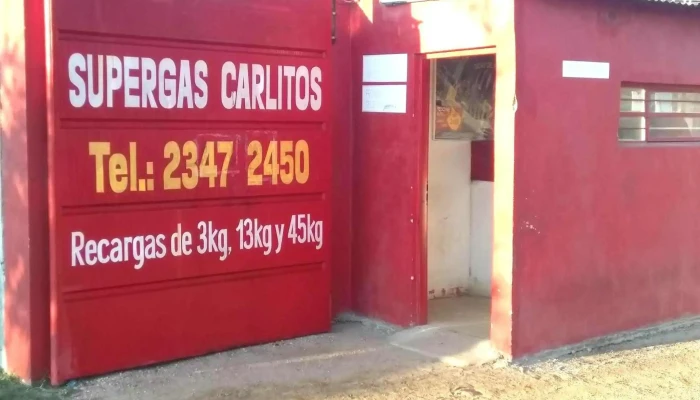 SUPERGAS CARLITOS
Tel.: 2347 2450
Recargas de 3kg, 13kg y 45kg